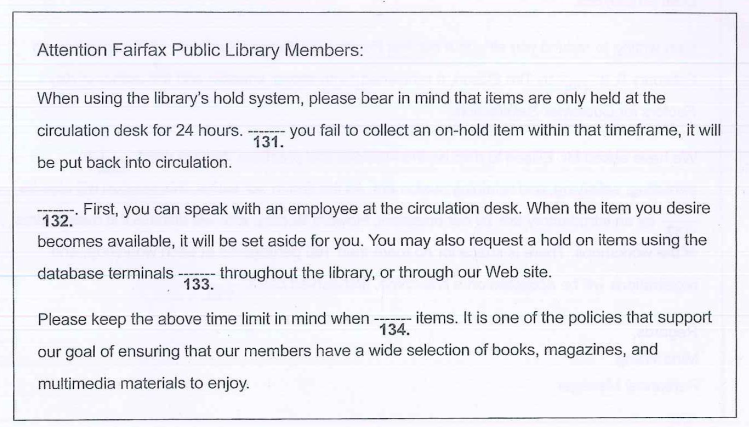 Attention Fairfax Public Library Members:
When using the library's hold system, please bear in mind that items are only held at the
circulation desk for 24 hours. ------- you fail to collect an on-hold item within that timeframe, it will
131.
be put back into circulation.
-------. First, you can speak with an employee at the circulation desk. When the item you desire
132.
becomes available, it will be set aside for you. You may also request a hold on items using the
database terminals ------- throughout the library, or through our Web site.
133.
Please keep the above time limit in mind when ------- items. It is one of the policies that support
134.
our goal of ensuring that our members have a wide selection of books, magazines, and
multimedia materials to enjoy.